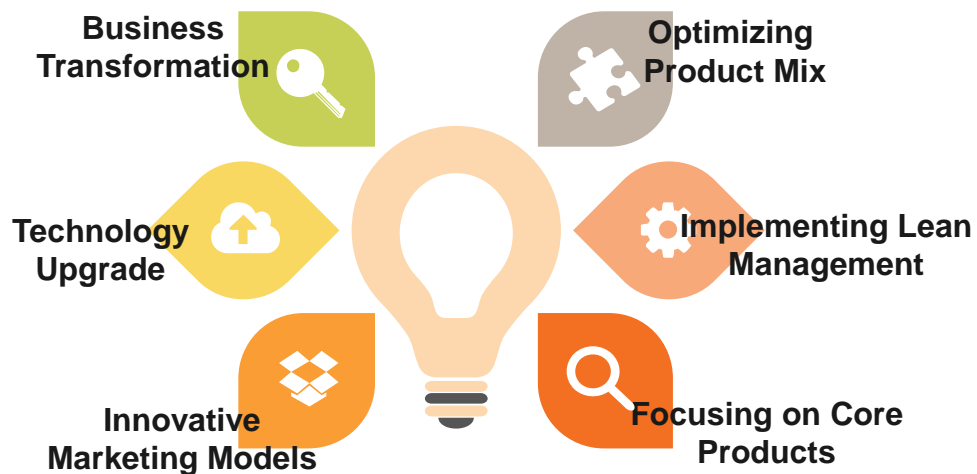 Business
Transformation
Optimizing
Product Mix
Technology
Upgrade
Implementing Lean
Management
Innovative
Marketing Models
Focusing on Core
Products